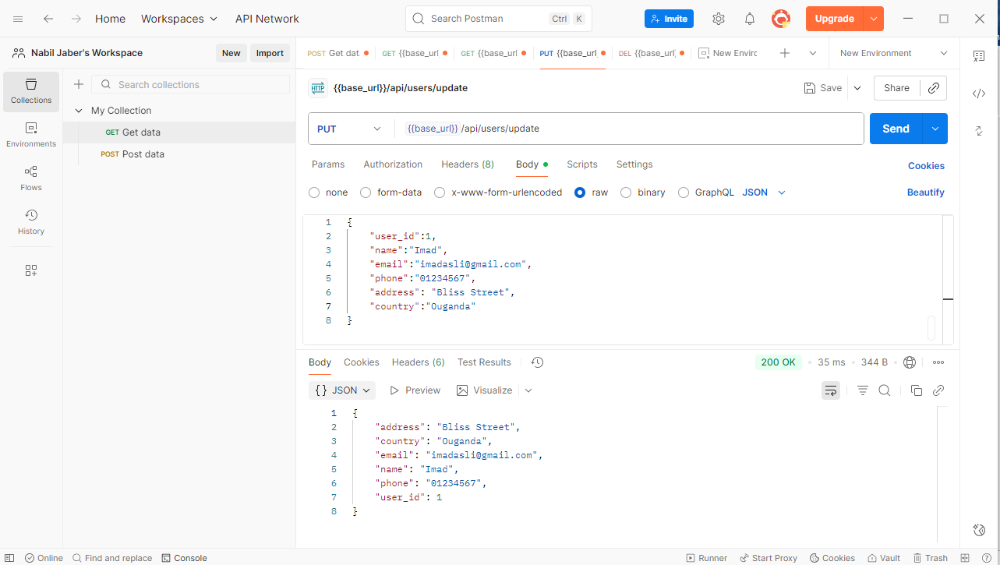 Home Workspaces API Network Search Postman Ctrl K Invite Upgrade
Nabil Jaber's Workspace New Import
POST Get dat GET {{base_url GET {{base_url PUT {{base_url, DEL {{base_url, New Enviro New Environment
Collections
Environments
Flows
History
Search collections
My Collection
GET Get data
POST Post data
HTTP {{base_url}}/api/users/update Save Share
PUT {{base_url}}/api/users/update Send
Params Authorization Headers (8) Body Scripts Settings Cookies
none form-data x-www-form-urlencoded raw binary GraphQL JSON Beautify
1 {
2 "user_id":1,
3 "name":"Imad",
4 "email":"imadasli@gmail.com",
5 "phone":"01234567",
6 "address": "Bliss Street",
7 "country":"Ouganda"
8 }
Body Cookies Headers (6) Test Results 200 OK 35 ms 344 B
{} JSON Preview Visualize
1 {
2 "address": "Bliss Street",
3 "country": "Ouganda",
4 "email": "imadasli@gmail.com",
5 "name": "Imad",
6 "phone": "01234567",
7 "user_id": 1
8 }
Online Find and replace Console Runner Start Proxy Cookies Vault Trash